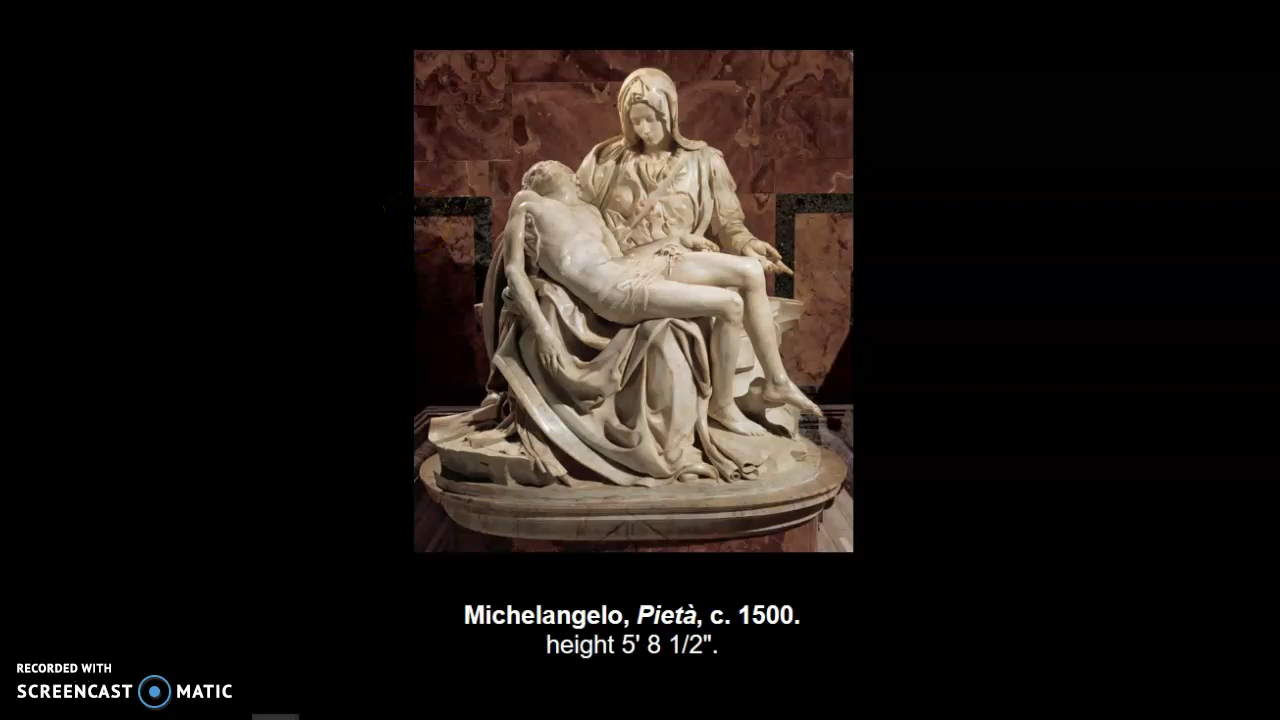 Michelangelo, Pietà, c. 1500.
height 5' 8 1/2".
RECORDED WITH
SCREENCAST MATIC